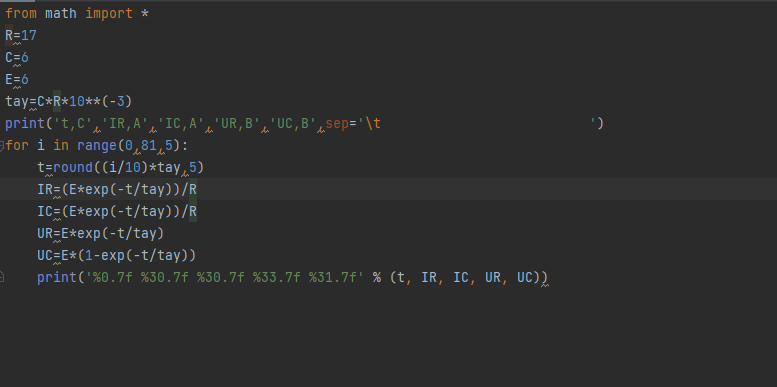 from math import *
R=17
C=6
E=6
tay=C*R*10**(-3)
print('t,C','IR,A','IC,A','UR,B','UC,B',sep='\t                          ')
for i in range(0,81,5):
    t=round((i/10)*tay,5)
    IR=(E*exp(-t/tay))/R
    IC=(E*exp(-t/tay))/R
    UR=E*exp(-t/tay)
    UC=E*(1-exp(-t/tay))
    print('%0.7f %30.7f %30.7f %33.7f %31.7f' % (t, IR, IC, UR, UC))